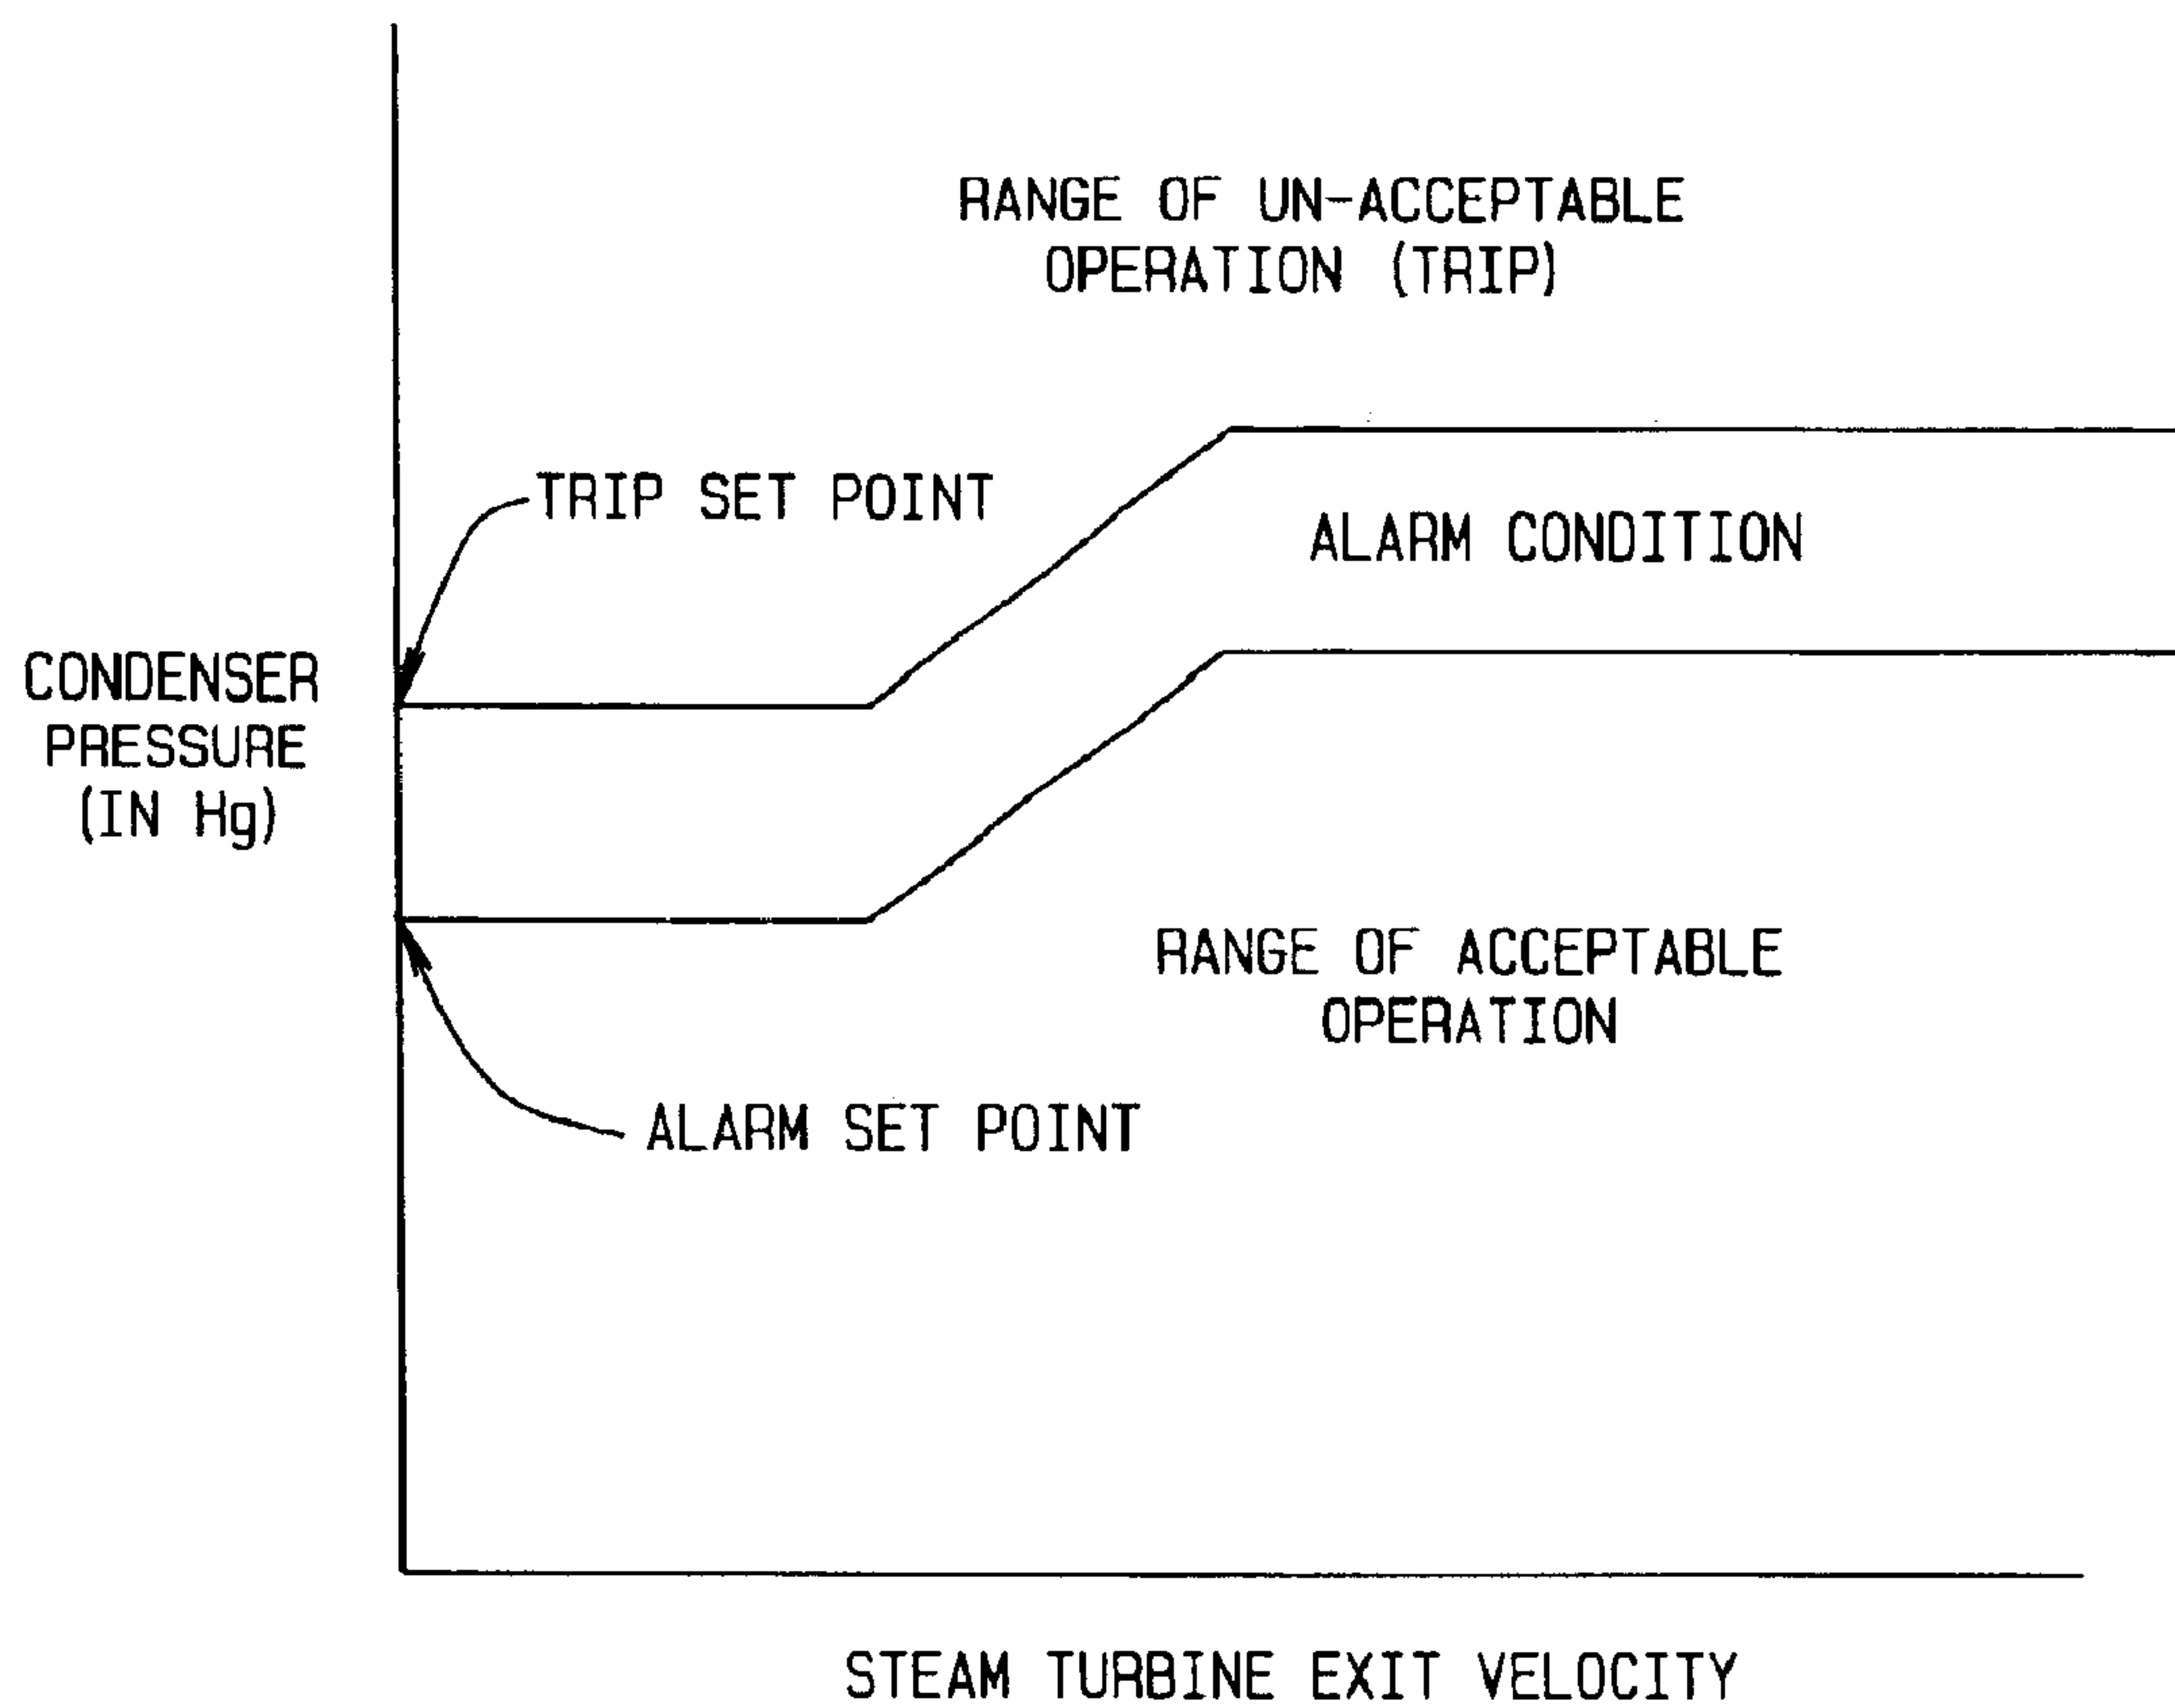 RANGE OF UN-ACCEPTABLE
OPERATION (TRIP)
TRIP SET POINT
ALARM CONDITION
CONDENSER
PRESSURE
(IN Hg)
RANGE OF ACCEPTABLE
OPERATION
ALARM SET POINT
STEAM TURBINE EXIT VELOCITY